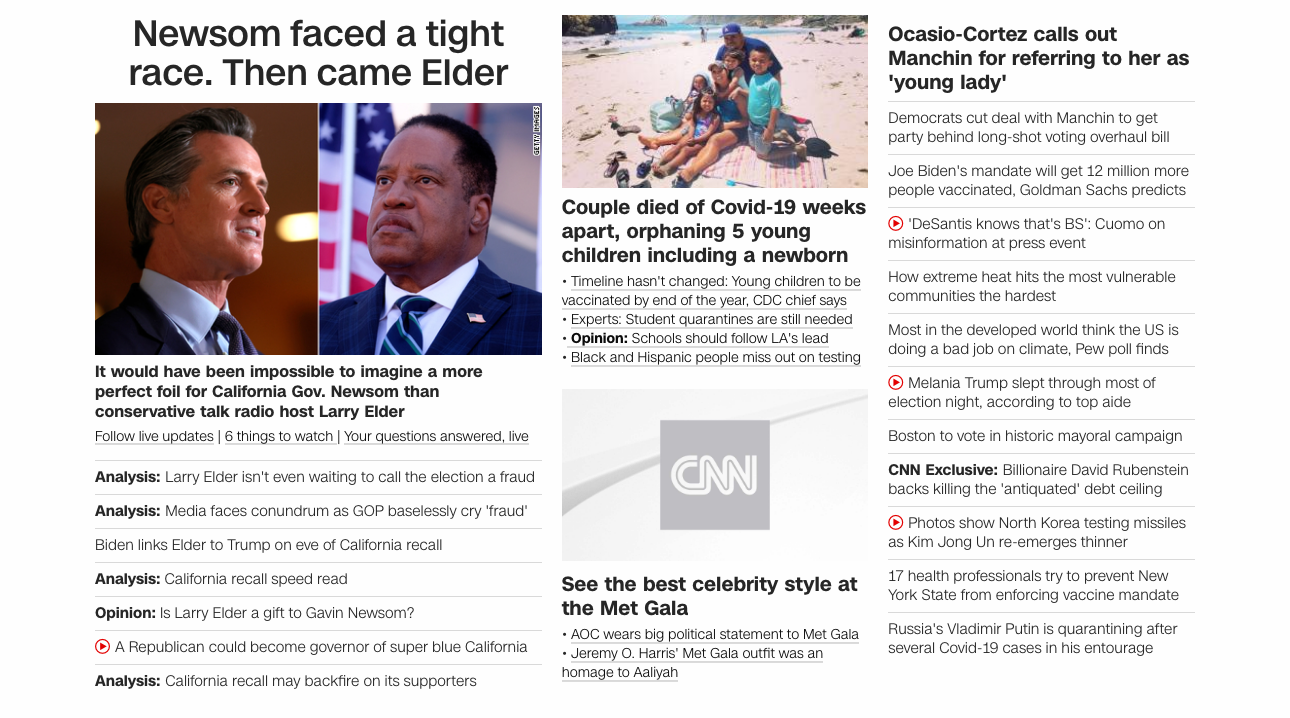 Newsom faced a tight
race. Then came Elder
GETTY IMAGES
It would have been impossible to imagine a more
perfect foil for California Gov. Newsom than
conservative talk radio host Larry Elder
Follow live updates | 6 things to watch | Your questions answered, live
Analysis: Larry Elder isn't even waiting to call the election a fraud
Analysis: Media faces conundrum as GOP baselessly cry 'fraud'
Biden links Elder to Trump on eve of California recall
Analysis: California recall speed read
Opinion: Is Larry Elder a gift to Gavin Newsom?
A Republican could become governor of super blue California
Analysis: California recall may backfire on its supporters
Couple died of Covid-19 weeks
apart, orphaning 5 young
children including a newborn
• Timeline hasn't changed: Young children to be
vaccinated by end of the year, CDC chief says
• Experts: Student quarantines are still needed
• Opinion: Schools should follow LA's lead
• Black and Hispanic people miss out on testing
CNN
See the best celebrity style at
the Met Gala
• AOC wears big political statement to Met Gala
• Jeremy O. Harris' Met Gala outfit was an
homage to Aaliyah
Ocasio-Cortez calls out
Manchin for referring to her as
'young lady'
Democrats cut deal with Manchin to get
party behind long-shot voting overhaul bill
Joe Biden's mandate will get 12 million more
people vaccinated, Goldman Sachs predicts
'DeSantis knows that's BS': Cuomo on
misinformation at press event
How extreme heat hits the most vulnerable
communities the hardest
Most in the developed world think the US is
doing a bad job on climate, Pew poll finds
Melania Trump slept through most of
election night, according to top aide
Boston to vote in historic mayoral campaign
CNN Exclusive: Billionaire David Rubenstein
backs killing the 'antiquated' debt ceiling
Photos show North Korea testing missiles
as Kim Jong Un re-emerges thinner
17 health professionals try to prevent New
York State from enforcing vaccine mandate
Russia's Vladimir Putin is quarantining after
several Covid-19 cases in his entourage